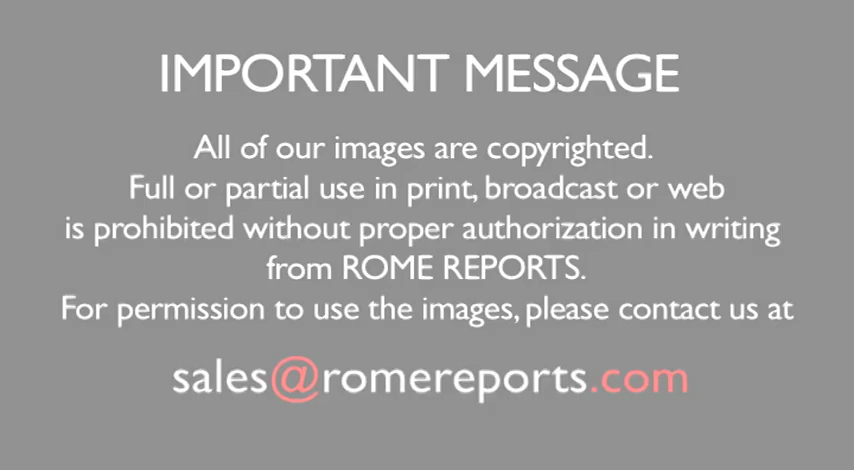 IMPORTANT MESSAGE
All of our images are copyrighted.
Full or partial use in print, broadcast or web
is prohibited without proper authorization in writing
from ROME REPORTS.
For permission to use the images, please contact us at
sales@romereports.com